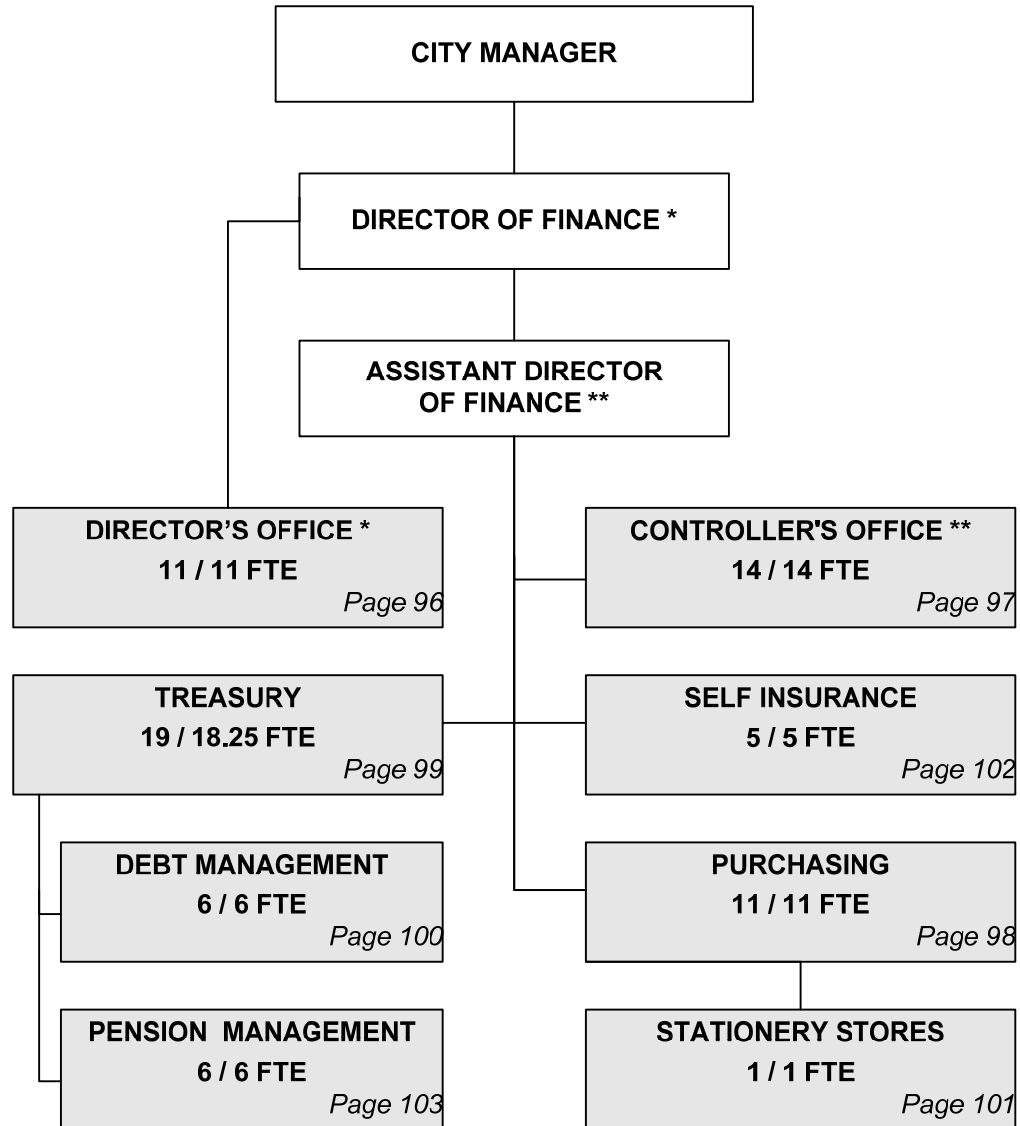 CITY MANAGER
DIRECTOR OF FINANCE *
ASSISTANT DIRECTOR
OF FINANCE **
DIRECTOR'S OFFICE *
11 / 11 FTE
Page 96
CONTROLLER'S OFFICE **
14 / 14 FTE
Page 97
TREASURY
19 / 18.25 FTE
Page 99
SELF INSURANCE
5 / 5 FTE
Page 102
DEBT MANAGEMENT
6 / 6 FTE
Page 100
PURCHASING
11 / 11 FTE
Page 98
PENSION MANAGEMENT
6 / 6 FTE
Page 103
STATIONERY STORES
1 / 1 FTE
Page 101